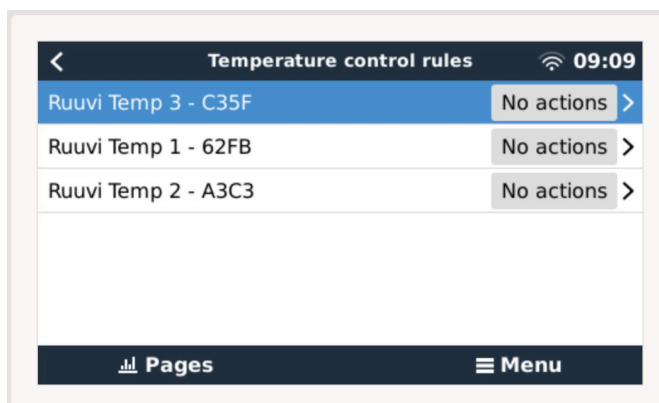 Temperature control rules 09:09
Ruuvi Temp 3 - C35F No actions
Ruuvi Temp 1 - 62FB No actions
Ruuvi Temp 2 - A3C3 No actions
Pages Menu